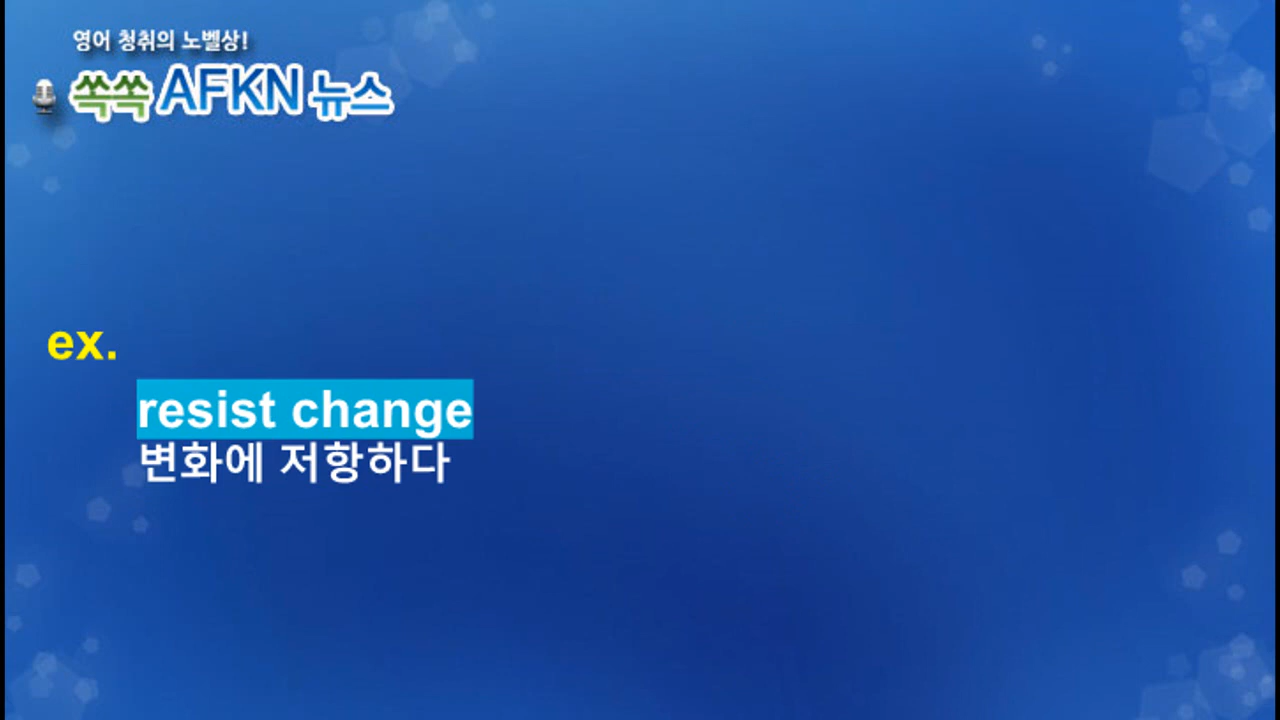 영어 청취의 노벨상!
쏙쏙 AFKN 뉴스
ex.
resist change
변화에 저항하다